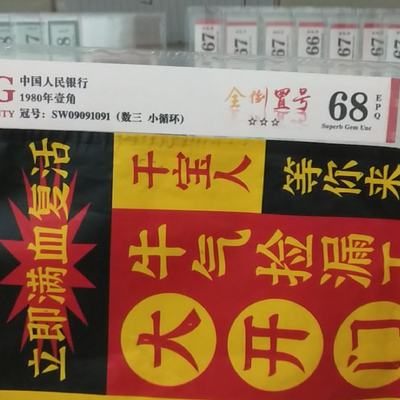 中国人民银行
1980年壹角
冠号：SW09091091（数三 小循环）
全倒置号
☆☆☆
68
EPQ
Superb Gem Unc
立即满血复活
千宝人
等你来
牛气捡漏
大开门